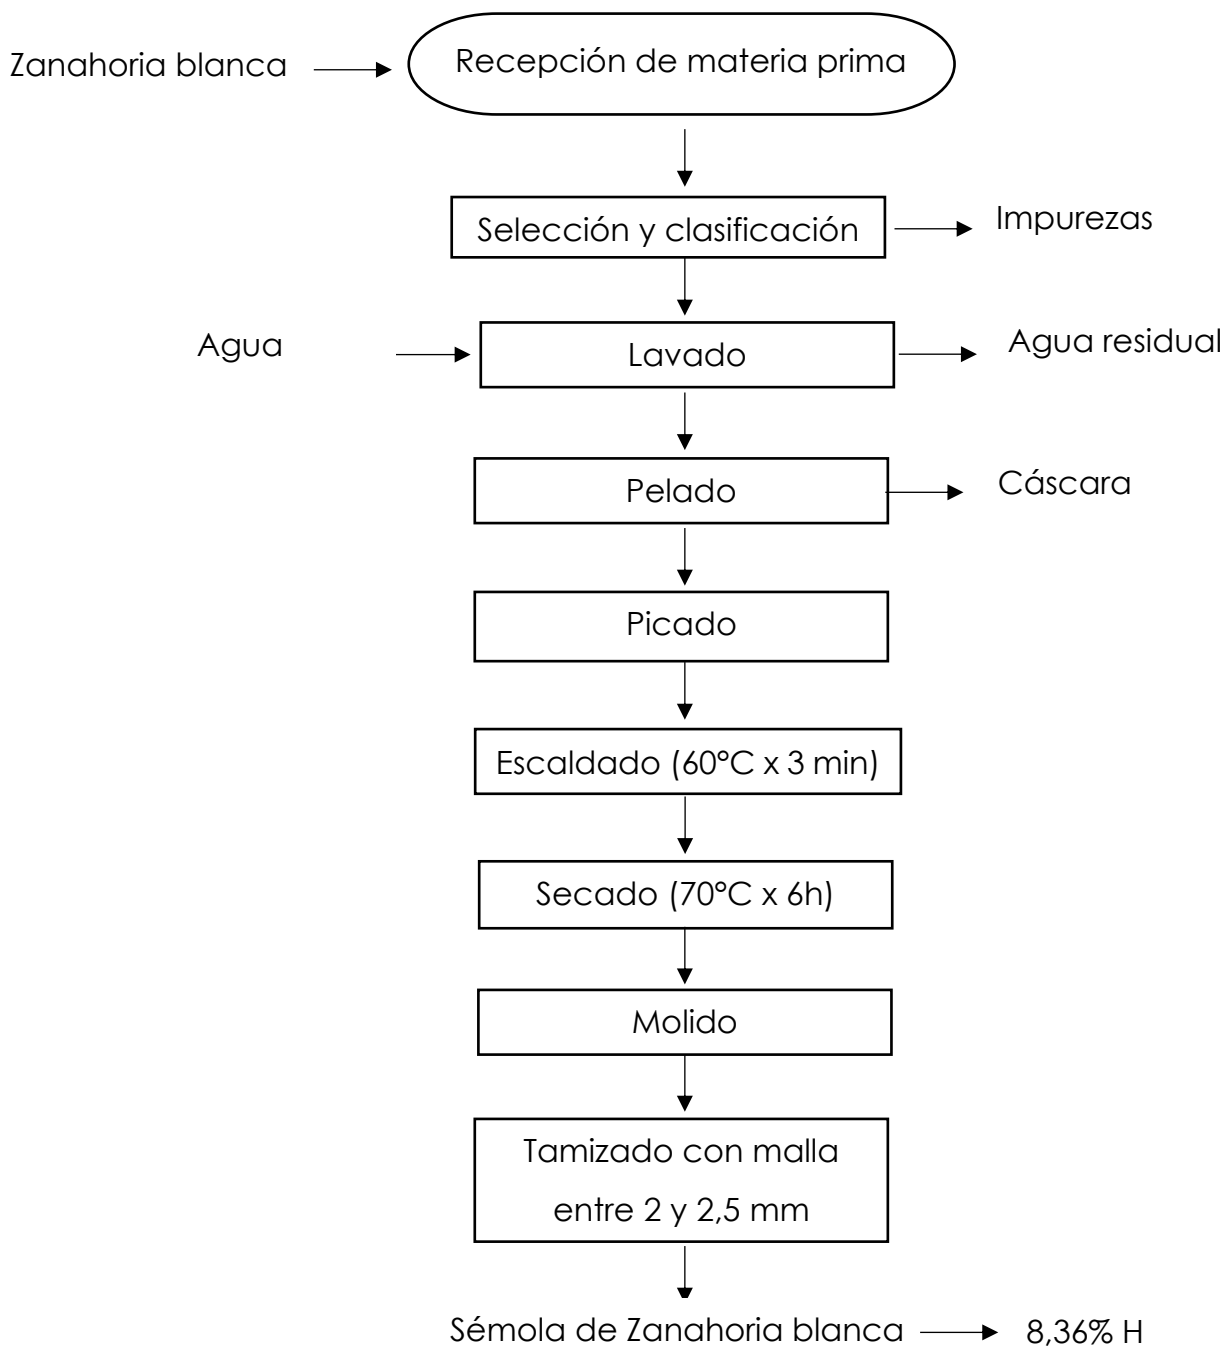 Zanahoria blanca
Recepción de materia prima
Selección y clasificación
Impurezas
Agua
Lavado
Agua residual
Pelado
Cáscara
Picado
Escaldado (60°C x 3 min)
Secado (70°C x 6h)
Molido
Tamizado con malla
entre 2 y 2,5 mm
Sémola de Zanahoria blanca
8,36% H